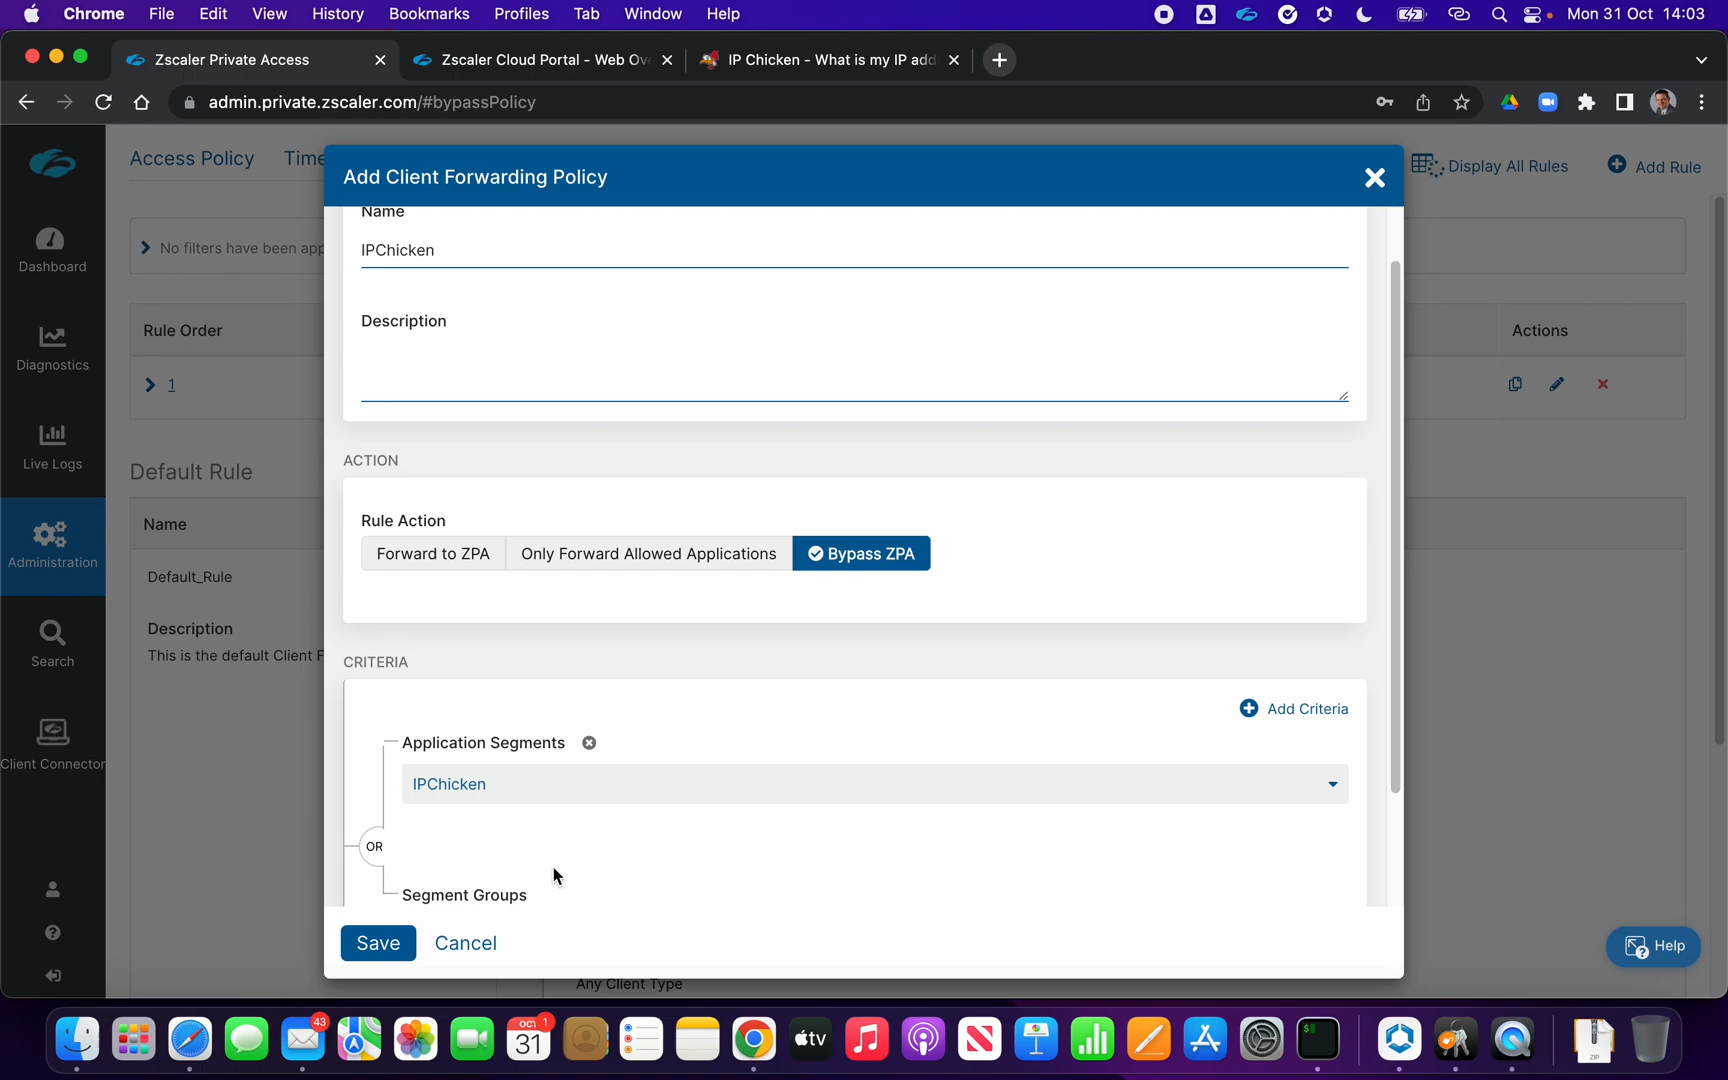 Chrome File Edit View History Bookmarks Profiles Tab Window Help Mon 31 Oct 14:03
Zscaler Private Access Zscaler Cloud Portal - Web Ov IP Chicken - What is my IP add
admin.private.zscaler.com/#bypassPolicy
Access Policy Time Display All Rules Add Rule
Add Client Forwarding Policy
Name
No filters have been app
IPChicken
Dashboard
Description
Rule Order Actions
Diagnostics
1
Live Logs
ACTION
Default Rule
Rule Action
Name
Forward to ZPA Only Forward Allowed Applications Bypass ZPA
Administration
Default_Rule
Description
This is the default Client F
Search
CRITERIA
Add Criteria
Application Segments
Client Connector
IPChicken
OR
Segment Groups
Save Cancel
Help
Any Client Type
43
OCT 1
31
tv
$
ZIP